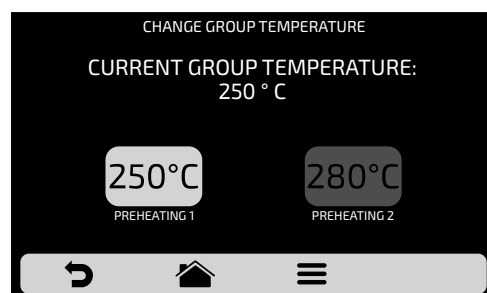 CHANGE GROUP TEMPERATURE
CURRENT GROUP TEMPERATURE:
250 ° C
250°C
280°C
PREHEATING 1
PREHEATING 2